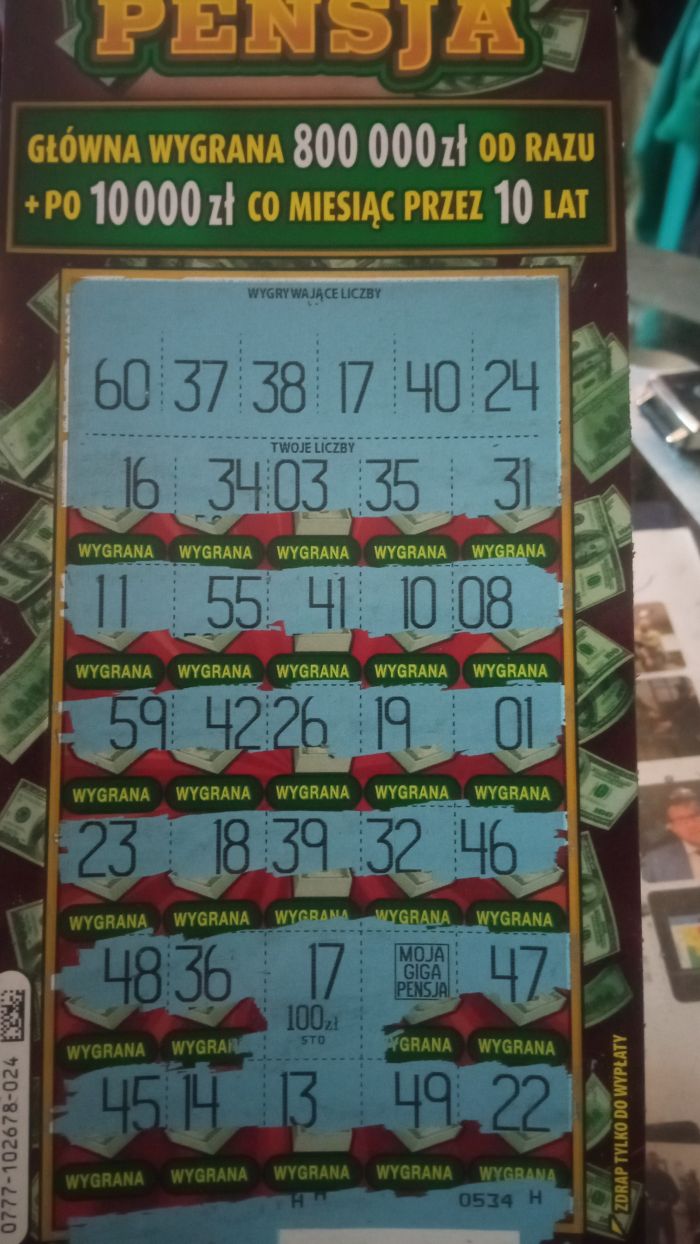 PENSJA
GŁÓWNA WYGRANA 800 000 zł OD RAZU
+ PO 10 000 zł CO MIESIĄC PRZEZ 10 LAT
WYGRYWAJĄCE LICZBY
60 37 38 17 40 24
TWOJE LICZBY
16 34 03 35 31
WYGRANA WYGRANA WYGRANA WYGRANA WYGRANA
11 55 41 10 08
WYGRANA WYGRANA WYGRANA WYGRANA WYGRANA
59 42 26 19 01
WYGRANA WYGRANA WYGRANA WYGRANA WYGRANA
23 18 39 32 46
WYGRANA WYGRANA WYGRANA WYGRANA WYGRANA
48 36 17 MOJA GIGA PENSJA 47
100 zł
STO
WYGRANA WYGRAN YGRANA WYGRANA
45 14 13 49 22
WYGRANA WYGRANA WYGRANA WYGRANA WYGRANA
H H 0534 H
0777-102678-024
ZDRAP TYLKO DO WYPŁATY